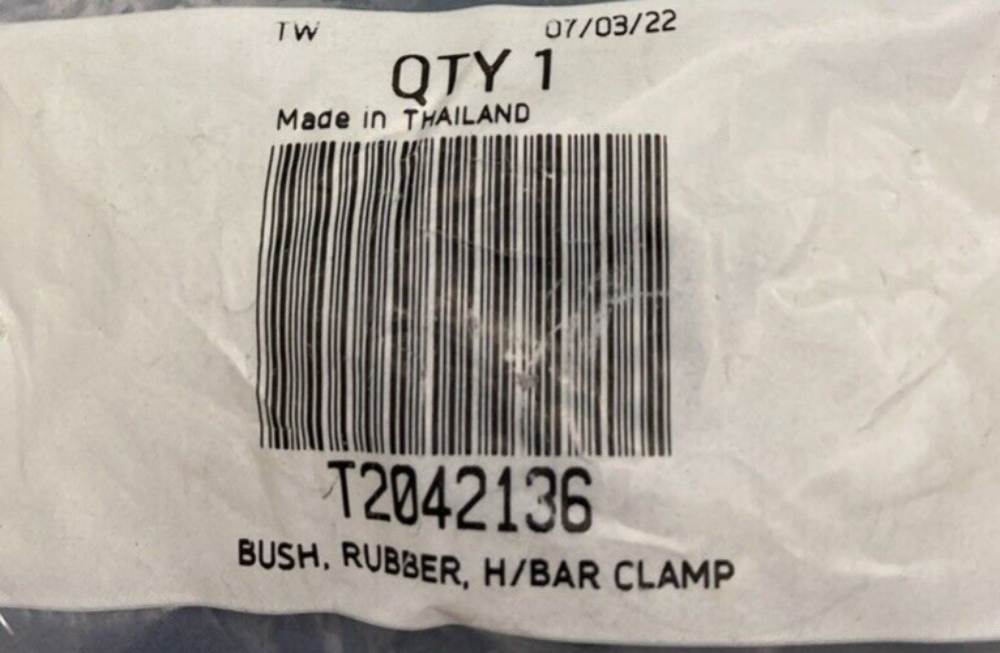 TW 07/03/22
QTY 1
Made in THAILAND
T2042136
BUSH, RUBBER, H/BAR CLAMP